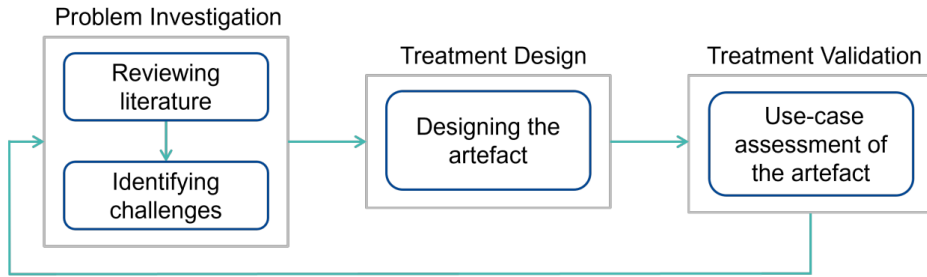 Problem Investigation
Reviewing
literature
Identifying
challenges
Treatment Design
Designing the
artefact
Treatment Validation
Use-case
assessment of
the artefact